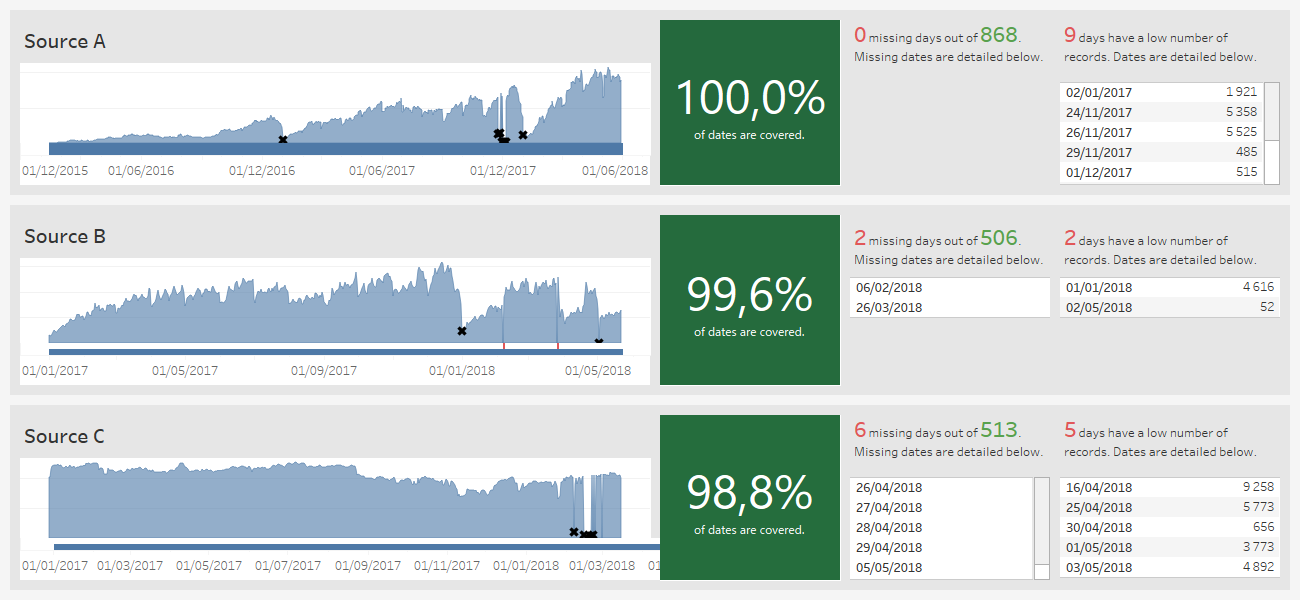 Source A
01/12/2015 01/06/2016 01/12/2016 01/06/2017 01/12/2017 01/06/2018
100,0%
of dates are covered.
0 missing days out of 868.
Missing dates are detailed below.
9 days have a low number of
records. Dates are detailed below.
02/01/2017 1 921
24/11/2017 5 358
26/11/2017 5 525
29/11/2017 485
01/12/2017 515
Source B
01/01/2017 01/05/2017 01/09/2017 01/01/2018 01/05/2018
99,6%
of dates are covered.
2 missing days out of 506.
Missing dates are detailed below.
06/02/2018
26/03/2018
2 days have a low number of
records. Dates are detailed below.
01/01/2018 4 616
02/05/2018 52
Source C
01/01/2017 01/03/2017 01/05/2017 01/07/2017 01/09/2017 01/11/2017 01/01/2018 01/03/2018
98,8%
of dates are covered.
6 missing days out of 513.
Missing dates are detailed below.
26/04/2018
27/04/2018
28/04/2018
29/04/2018
05/05/2018
5 days have a low number of
records. Dates are detailed below.
16/04/2018 9 258
25/04/2018 5 773
30/04/2018 656
01/05/2018 3 773
03/05/2018 4 892